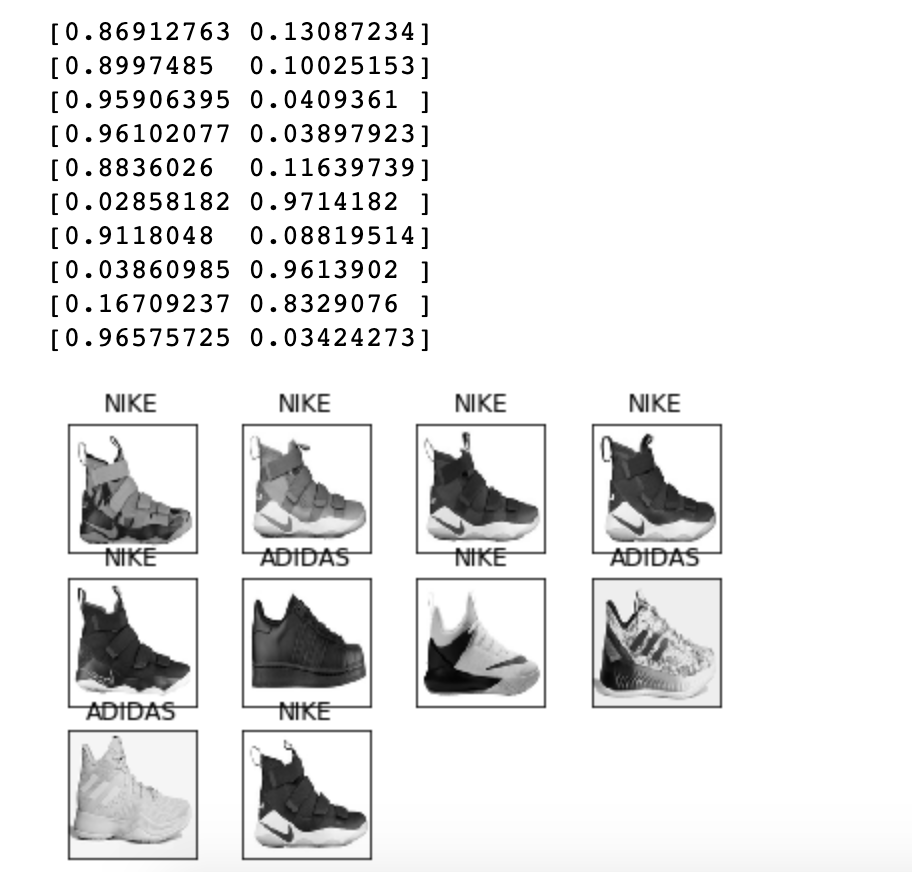 [0.86912763 0.13087234]
[0.8997485  0.10025153]
[0.95906395 0.0409361 ]
[0.96102077 0.03897923]
[0.8836026  0.11639739]
[0.02858182 0.9714182 ]
[0.9118048  0.08819514]
[0.03860985 0.9613902 ]
[0.16709237 0.8329076 ]
[0.96575725 0.03424273]
NIKE NIKE NIKE NIKE
NIKE ADIDAS NIKE ADIDAS
ADIDAS NIKE